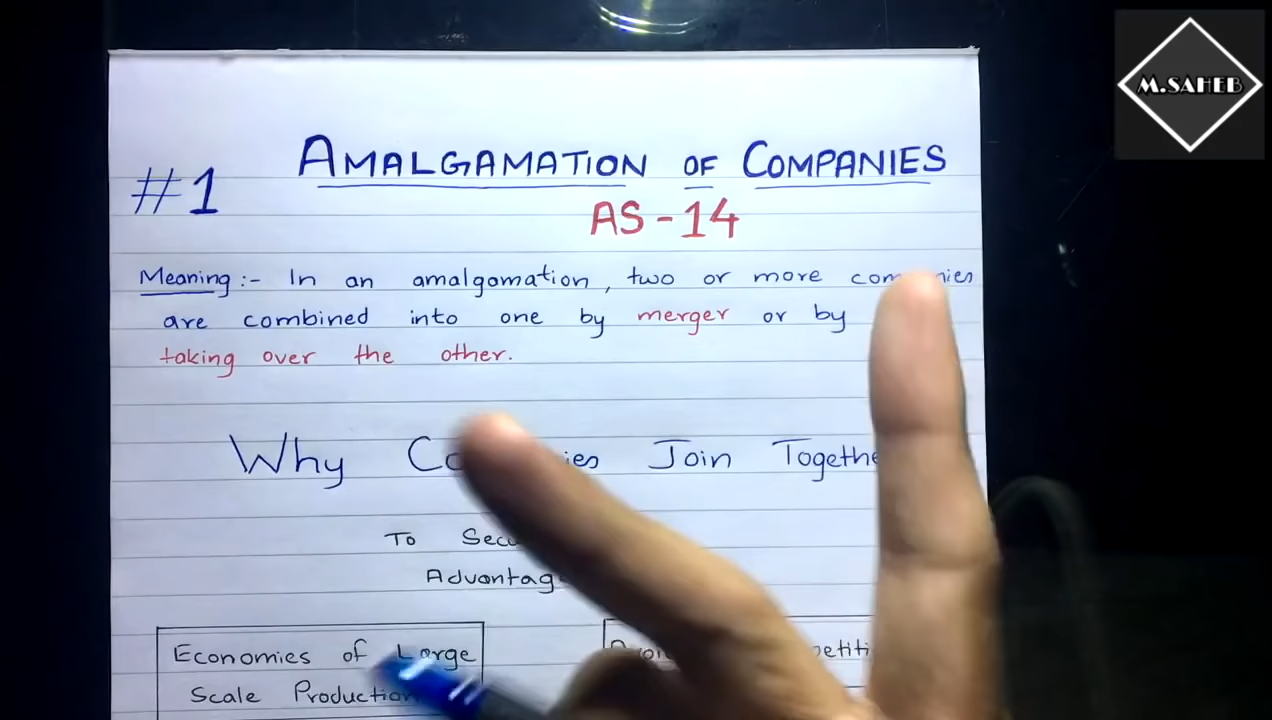 M.SAHEB
#1
AMALGAMATION OF COMPANIES
AS-14
Meaning:- In an amalgamation, two or more companies
are combined into one by merger or by
taking over the other.
Why Join Together
To
Economies of Large
Scale Production